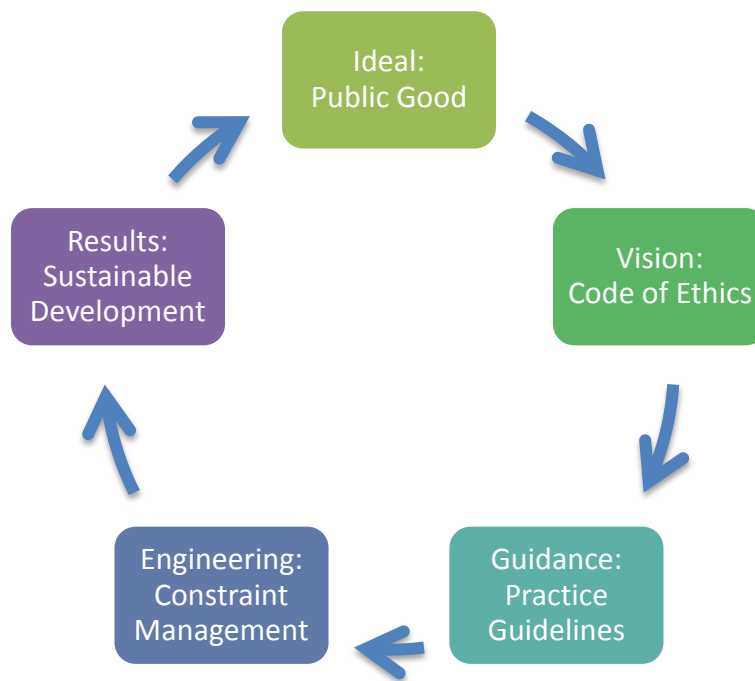 Ideal:
Public Good
Vision:
Code of Ethics
Guidance:
Practice
Guidelines
Engineering:
Constraint
Management
Results:
Sustainable
Development